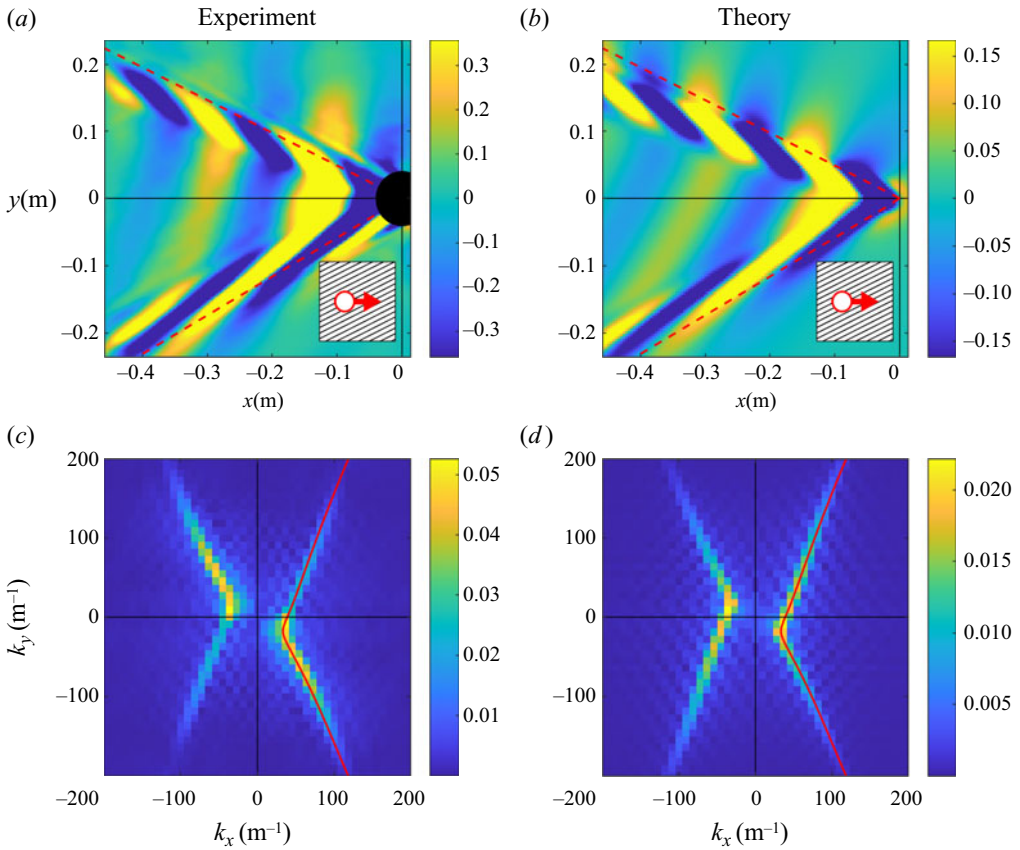 (a) Experiment
(b) Theory
0.2
0.1
0
–0.1
–0.2
y(m)
–0.4 –0.3 –0.2 –0.1 0
x(m)
0.3
0.2
0.1
0
–0.1
–0.2
–0.3
0.2
0.1
0
–0.1
–0.2
–0.4 –0.3 –0.2 –0.1 0
x(m)
0.15
0.10
0.05
0
–0.05
–0.10
–0.15
(c)
200
100
0
–100
–200 –100 0 100 200
k_y (m⁻¹)
k_x (m⁻¹)
0.05
0.04
0.03
0.02
0.01
(d)
200
100
0
–100
–200 –100 0 100 200
k_x (m⁻¹)
0.020
0.015
0.010
0.005